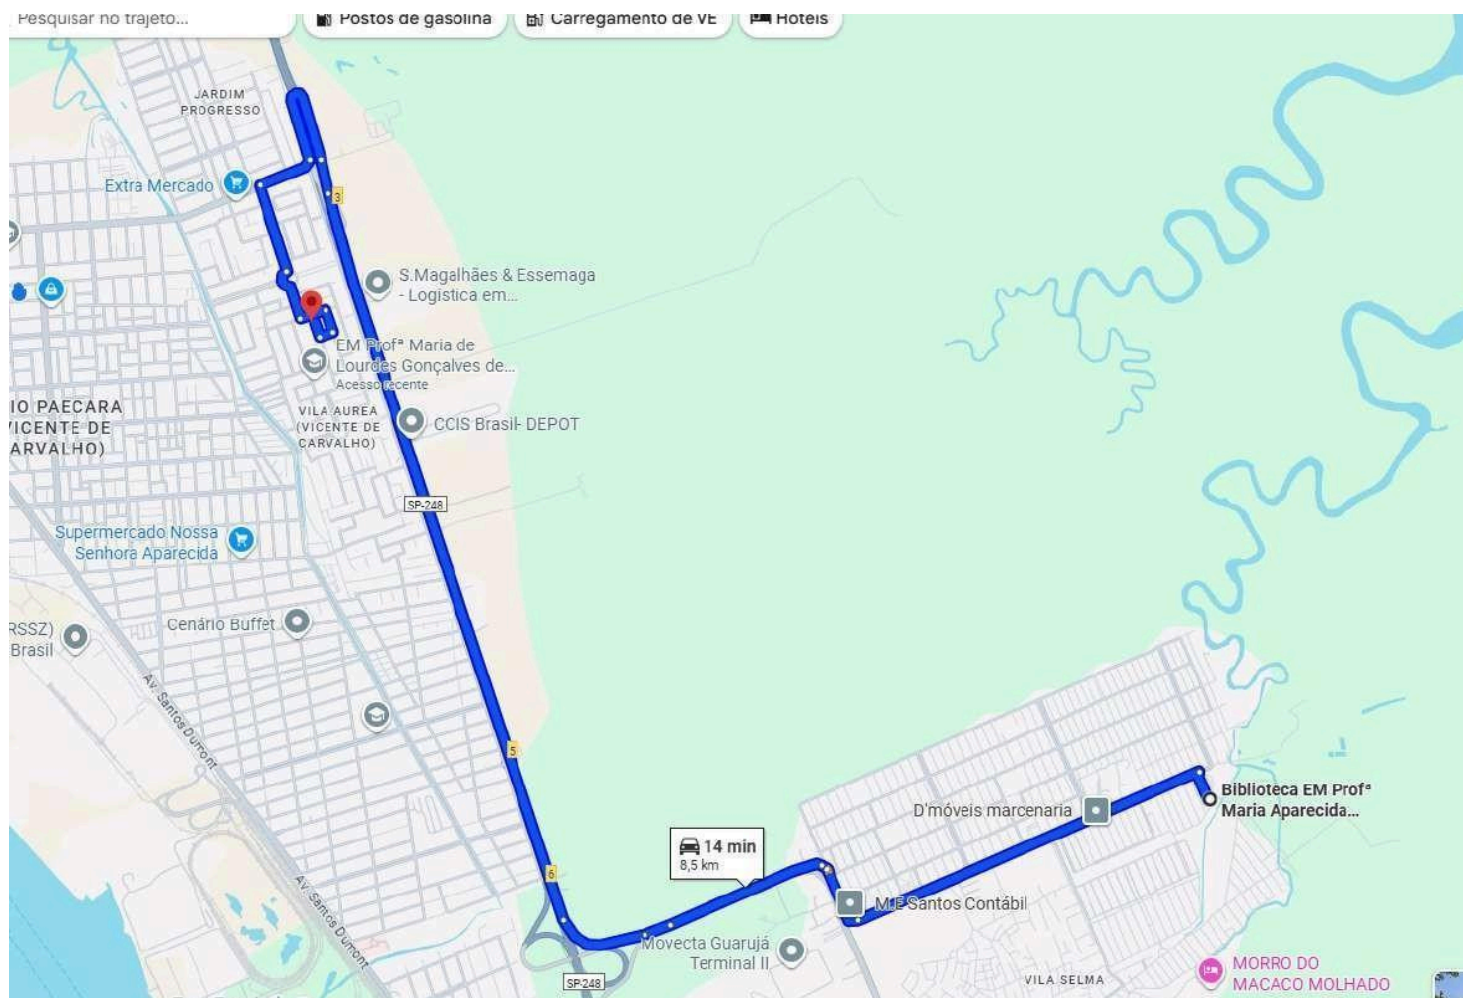 Pesquisar no trajeto...
Postos de gasolina
Carregamento de VE
Hotéis
JARDIM
PROGRESSO
Extra Mercado
3
S.Magalhães & Essemaga
- Logística em...
EM Profª Maria de
Lourdes Gonçalves de...
Acesso recente
IO PAECARA
VICENTE DE
ARVALHO)
VILA AUREA
(VICENTE DE
CARVALHO)
CCIS Brasil- DEPOT
SP-248
Supermercado Nossa
Senhora Aparecida
Cenário Buffet
RSSZ)
Brasil
Av. Santos Dumont
5
Biblioteca EM Profª
Maria Aparecida...
D'móveis marcenaria
14 min
8,5 km
6
Av. Santos Dumont
M.E Santos Contábil
Movecta Guarujá
Terminal II
SP-248
VILA SELMA
MORRO DO
MACACO MOLHADO